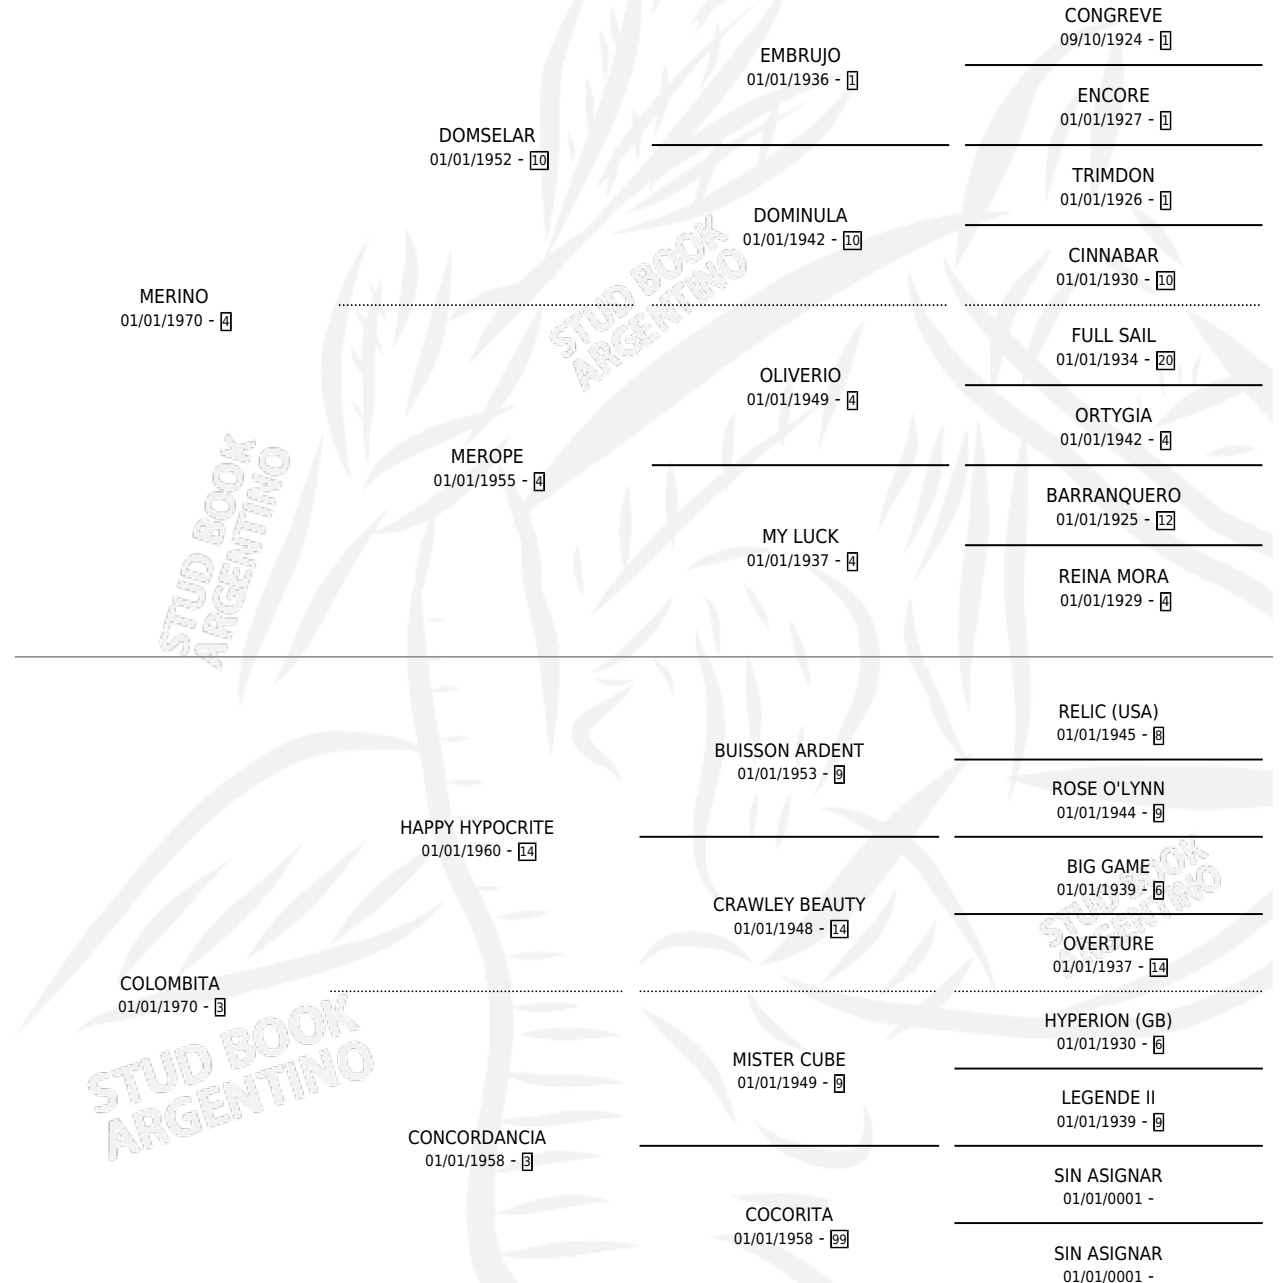 CONGREVE
09/10/1924 - 1
EMBRUJO
01/01/1936 - 1
ENCORE
01/01/1927 - 1
DOMSELAR
01/01/1952 - 10
TRIMDON
01/01/1926 - 1
DOMINULA
01/01/1942 - 10
CINNABAR
01/01/1930 - 10
MERINO
01/01/1970 - 4
FULL SAIL
01/01/1934 - 20
OLIVERIO
01/01/1949 - 4
ORTYGIA
01/01/1942 - 4
MEROPE
01/01/1955 - 4
BARRANQUERO
01/01/1925 - 12
MY LUCK
01/01/1937 - 4
REINA MORA
01/01/1929 - 4
RELIC (USA)
01/01/1945 - 8
BUISSON ARDENT
01/01/1953 - 9
ROSE O'LYNN
01/01/1944 - 9
HAPPY HYPOCRITE
01/01/1960 - 14
BIG GAME
01/01/1939 - 6
CRAWLEY BEAUTY
01/01/1948 - 14
OVERTURE
01/01/1937 - 14
COLOMBITA
01/01/1970 - 3
HYPERION (GB)
01/01/1930 - 6
MISTER CUBE
01/01/1949 - 9
LEGENDE II
01/01/1939 - 9
CONCORDANCIA
01/01/1958 - 3
SIN ASIGNAR
01/01/0001 -
COCORITA
01/01/1958 - 99
SIN ASIGNAR
01/01/0001 -
STUD BOOK
ARGENTINO
STUD BOOK
ARGENTINO
STUD BOOK
ARGENTINO
STUD BOOK
ARGENTINO